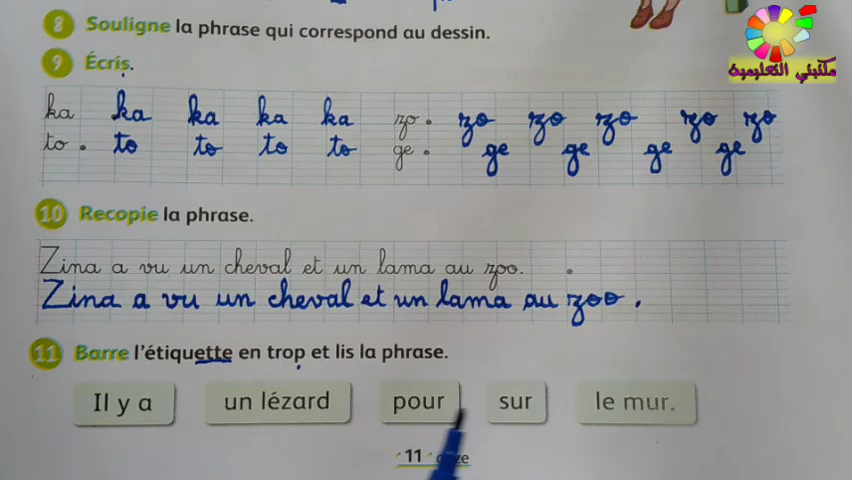 8 Souligne la phrase qui correspond au dessin.
مكتبتي التعليمية
9 Écris.
ka ka ka ka ka zo . zo zo zo zo zo
to . to to to to ge . ge ge ge ge
10 Recopie la phrase.
Zina a vu un cheval et un lama au zoo.
Zina a vu un cheval et un lama au zoo .
11 Barre l'étiquette en trop et lis la phrase.
Il y a un lézard pour sur le mur.
11